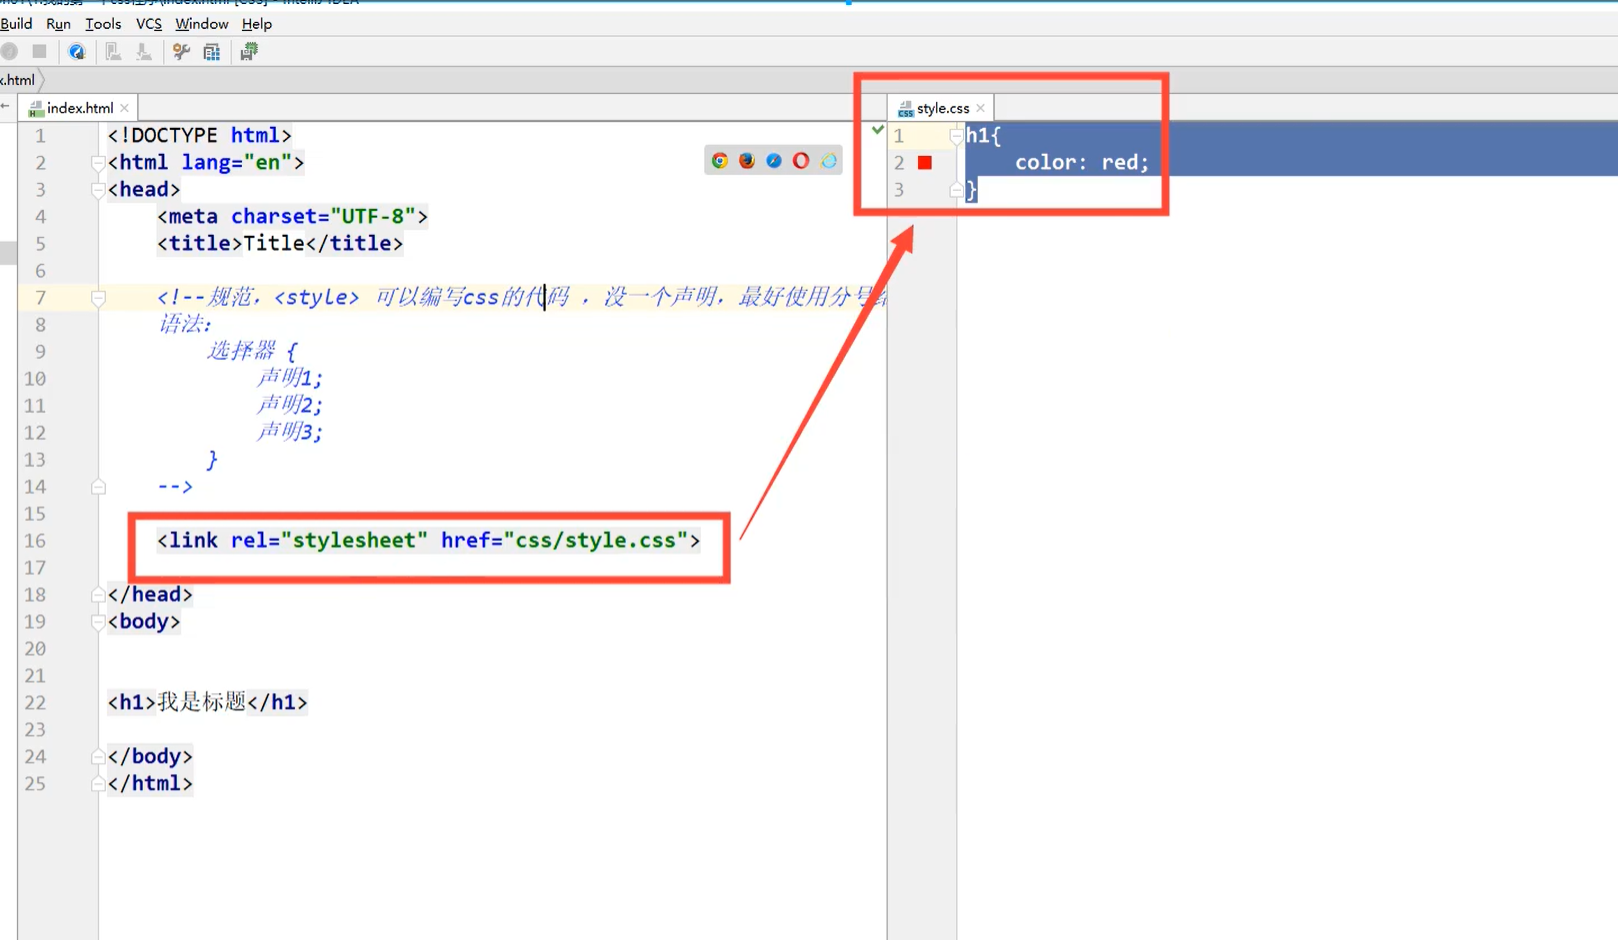 Build Run Tools VCS Window Help
x.html
index.html
1 <!DOCTYPE html>
2 <html lang="en">
3 <head>
4 <meta charset="UTF-8">
5 <title>Title</title>
6
7 <!--规范，<style> 可以编写css的代码 ，没一个声明，最好使用分号
8 语法：
9 选择器 {
10 声明1;
11 声明2;
12 声明3;
13 }
14 -->
15
16 <link rel="stylesheet" href="css/style.css">
17
18 </head>
19 <body>
20
21
22 <h1>我是标题</h1>
23
24 </body>
25 </html>
style.css
1 h1{
2 color: red;
3 }